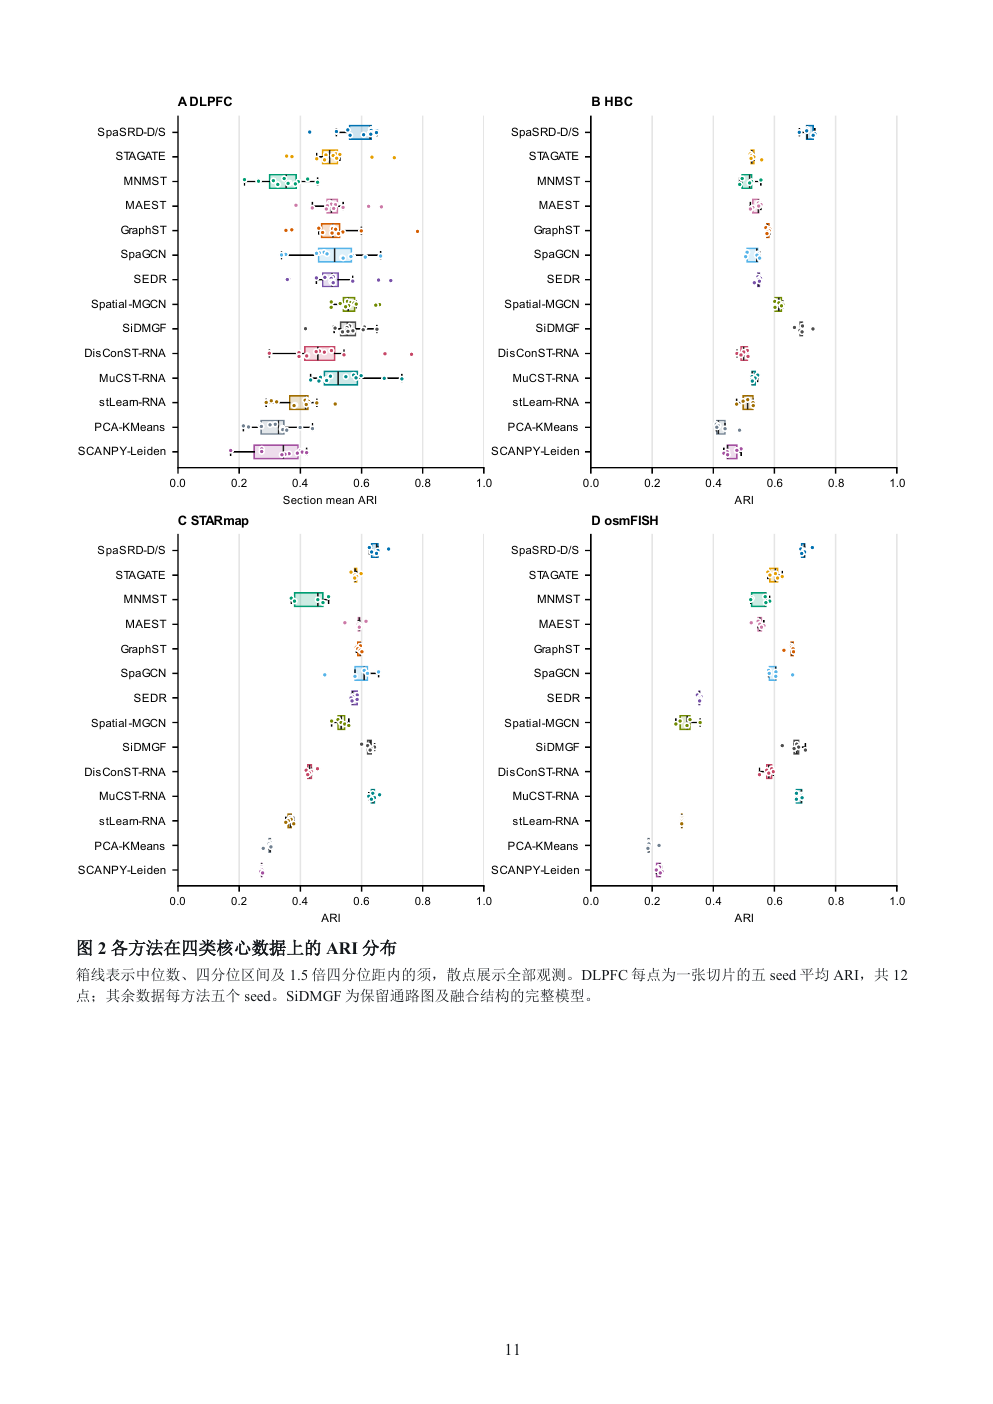 A DLPFC
SpaSRD-D/S
STAGATE
MNMST
MAEST
GraphST
SpaGCN
SEDR
Spatial-MGCN
SiDMGF
DisConST-RNA
MuCST-RNA
stLearn-RNA
PCA-KMeans
SCANPY-Leiden
0.0 0.2 0.4 0.6 0.8 1.0
Section mean ARI
B HBC
SpaSRD-D/S
STAGATE
MNMST
MAEST
GraphST
SpaGCN
SEDR
Spatial-MGCN
SiDMGF
DisConST-RNA
MuCST-RNA
stLearn-RNA
PCA-KMeans
SCANPY-Leiden
0.0 0.2 0.4 0.6 0.8 1.0
ARI
C STARmap
SpaSRD-D/S
STAGATE
MNMST
MAEST
GraphST
SpaGCN
SEDR
Spatial-MGCN
SiDMGF
DisConST-RNA
MuCST-RNA
stLearn-RNA
PCA-KMeans
SCANPY-Leiden
0.0 0.2 0.4 0.6 0.8 1.0
ARI
D osmFISH
SpaSRD-D/S
STAGATE
MNMST
MAEST
GraphST
SpaGCN
SEDR
Spatial-MGCN
SiDMGF
DisConST-RNA
MuCST-RNA
stLearn-RNA
PCA-KMeans
SCANPY-Leiden
0.0 0.2 0.4 0.6 0.8 1.0
ARI
图 2 各方法在四类核心数据上的 ARI 分布
箱线表示中位数、四分位区间及 1.5 倍四分位距内的须，散点展示全部观测。DLPFC 每点为一张切片的五 seed 平均 ARI，共 12
点；其余数据每方法五个 seed。SiDMGF 为保留通路图及融合结构的完整模型。
11